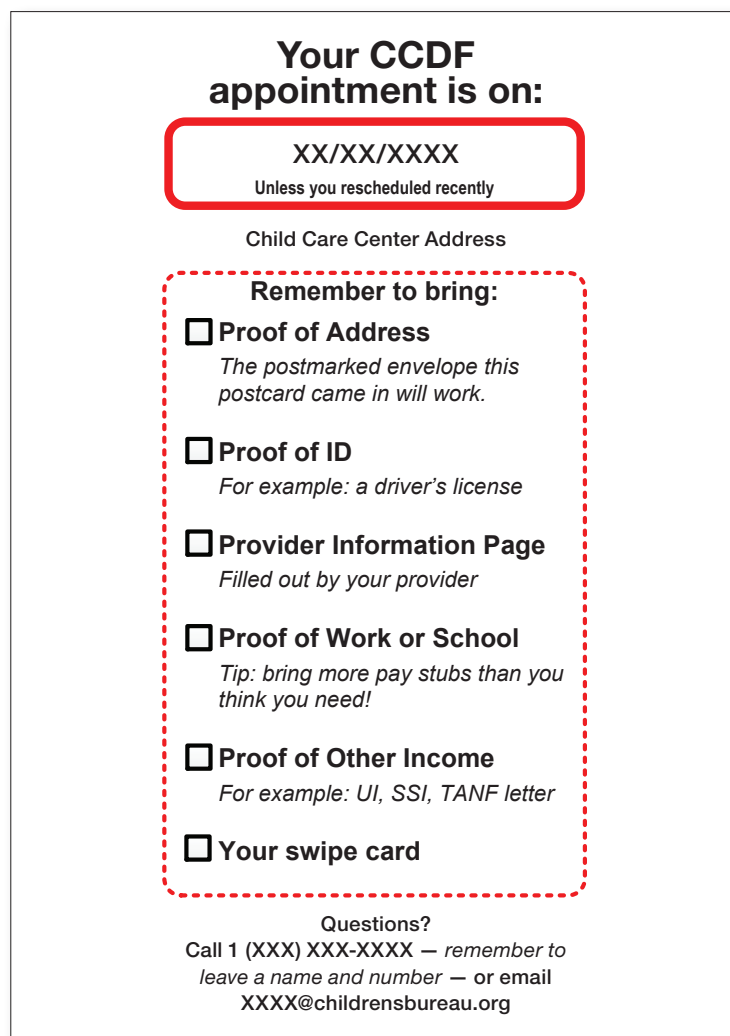 Your CCDF
appointment is on:
XX/XX/XXXX
Unless you rescheduled recently
Child Care Center Address
Remember to bring:
Proof of Address
The postmarked envelope this
postcard came in will work.
Proof of ID
For example: a driver’s license
Provider Information Page
Filled out by your provider
Proof of Work or School
Tip: bring more pay stubs than you
think you need!
Proof of Other Income
For example: UI, SSI, TANF letter
Your swipe card
Questions?
Call 1 (XXX) XXX-XXXX — remember to
leave a name and number — or email
XXXX@childrensbureau.org